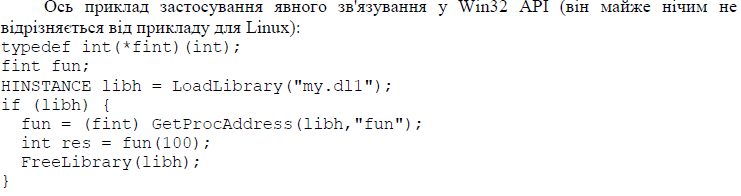 Ось приклад застосування явного зв'язування у Win32 API (він майже нічим не
відрізняється від прикладу для Linux):
typedef int(*fint)(int);
fint fun;
HINSTANCE libh = LoadLibrary("my.dl1");
if (libh) {
  fun = (fint) GetProcAddress(libh,"fun");
  int res = fun(100);
  FreeLibrary(libh);
}